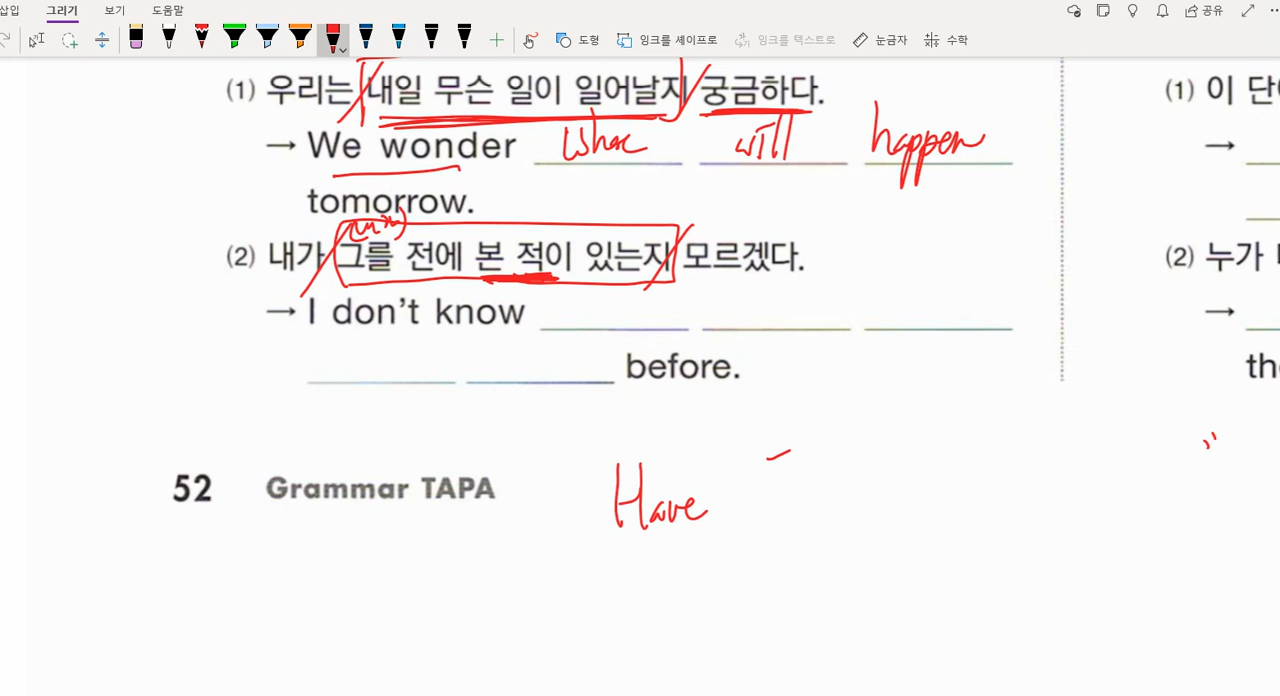 삽입 그리기 보기 도움말 공유
도형 잉크를 셰이프로 잉크를 텍스트로 눈금자 수학
(1) 우리는 내일 무슨 일이 일어날지 궁금하다.
→ We wonder what will happen
tomorrow.
(2) 내가 그를 전에 본 적이 있는지 모르겠다.
→ I don't know
before.
52 Grammar TAPA
Have
(1) 이
→
(2) 누가
→